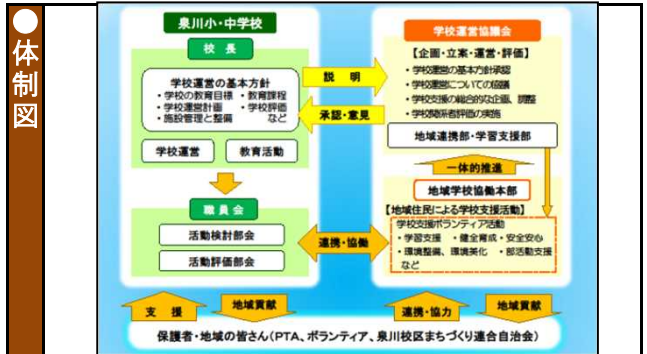 ●体制図
泉川小・中学校
校長
学校運営の基本方針
・学校の教育目標 ・教育課程
・学校運営計画 ・学校評価
・施設管理と整備 など
学校運営
教育活動
職員会
活動検討部会
活動評価部会
説明
承認・意見
連携・協働
学校運営協議会
【企画・立案・運営・評価】
・学校運営の基本方針承認
・学校運営についての協議
・学校支援の総合的な企画、調整
・学校関係者評価の実施
地域連携部・学習支援部
一体的推進
地域学校協働本部
【地域住民による学校支援活動】
学校支援ボランティア活動
・学習支援 ・健全育成・安全安心
・環境整備、環境美化 ・部活動支援
など
支援
地域貢献
連携・協力
地域貢献
保護者・地域の皆さん(PTA、ボランティア、泉川校区まちづくり連合自治会)